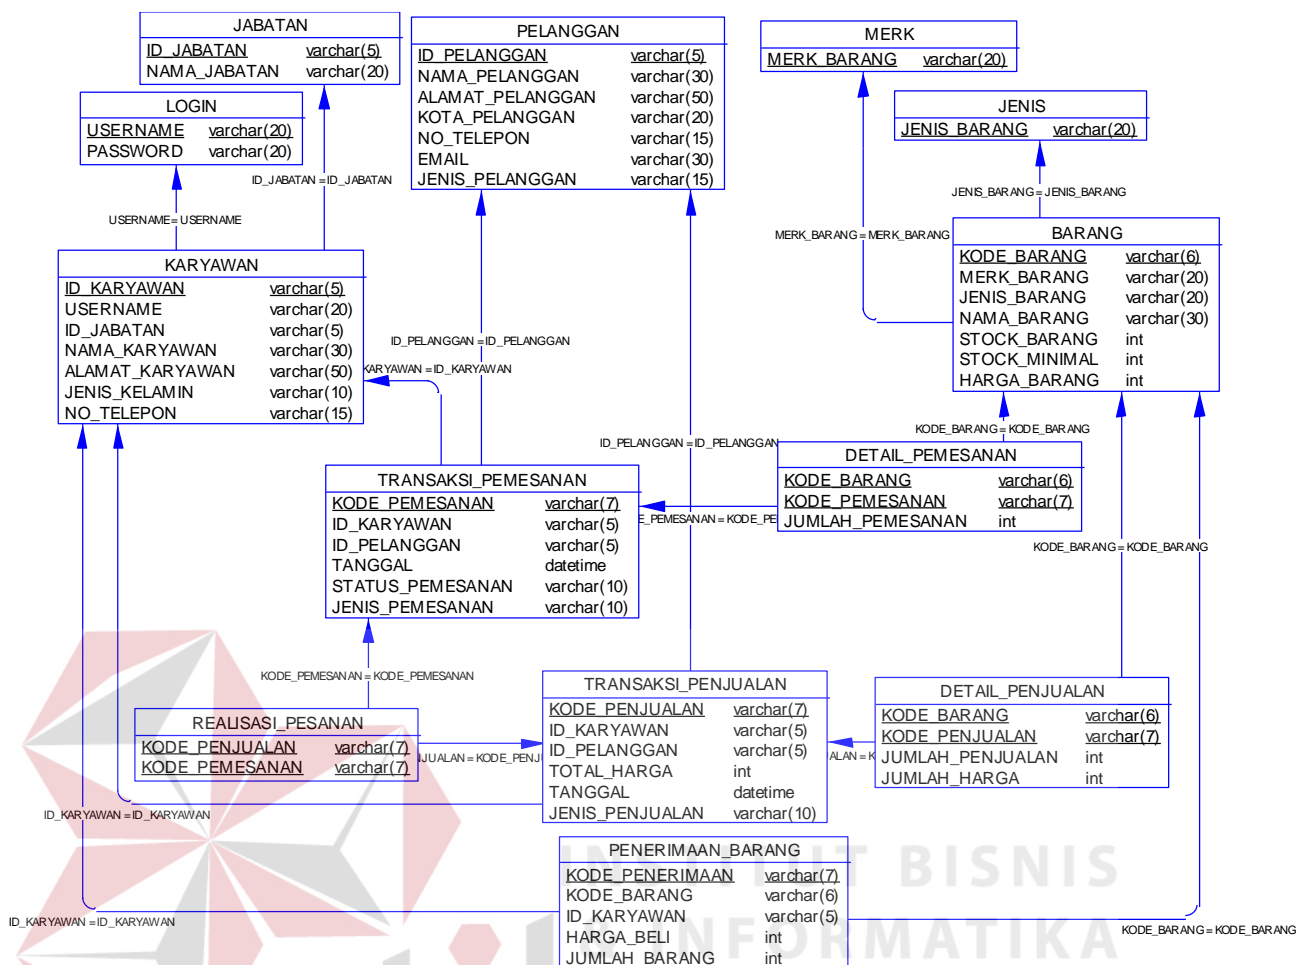 JABATAN
ID_JABATAN varchar(5)
NAMA_JABATAN varchar(20)
PELANGGAN
ID_PELANGGAN varchar(5)
NAMA_PELANGGAN varchar(30)
ALAMAT_PELANGGAN varchar(50)
KOTA_PELANGGAN varchar(20)
NO_TELEPON varchar(15)
EMAIL varchar(30)
JENIS_PELANGGAN varchar(15)
MERK
MERK_BARANG varchar(20)
JENIS
JENIS_BARANG varchar(20)
LOGIN
USERNAME varchar(20)
PASSWORD varchar(20)
ID_JABATAN = ID_JABATAN
USERNAME = USERNAME
JENIS_BARANG = JENIS_BARANG
MERK_BARANG = MERK_BARANG
KARYAWAN
ID_KARYAWAN varchar(5)
USERNAME varchar(20)
ID_JABATAN varchar(5)
NAMA_KARYAWAN varchar(30)
ALAMAT_KARYAWAN varchar(50)
JENIS_KELAMIN varchar(10)
NO_TELEPON varchar(15)
BARANG
KODE_BARANG varchar(6)
MERK_BARANG varchar(20)
JENIS_BARANG varchar(20)
NAMA_BARANG varchar(30)
STOCK_BARANG int
STOCK_MINIMAL int
HARGA_BARANG int
ID_PELANGGAN = ID_PELANGGAN
KARYAWAN = ID_KARYAWAN
ID_PELANGGAN = ID_PELANGGAN
KODE_BARANG = KODE_BARANG
DETAIL_PEMESANAN
KODE_BARANG varchar(6)
KODE_PEMESANAN varchar(7)
JUMLAH_PEMESANAN int
TRANSAKSI_PEMESANAN
KODE_PEMESANAN varchar(7)
ID_KARYAWAN varchar(5)
ID_PELANGGAN varchar(5)
TANGGAL datetime
STATUS_PEMESANAN varchar(10)
JENIS_PEMESANAN varchar(10)
E_PEMESANAN = KODE_PE
KODE_BARANG = KODE_BARANG
KODE_PEMESANAN = KODE_PEMESANAN
REALISASI_PESANAN
KODE_PENJUALAN varchar(7)
KODE_PEMESANAN varchar(7)
NJUALAN = KODE_PENJ
TRANSAKSI_PENJUALAN
KODE_PENJUALAN varchar(7)
ID_KARYAWAN varchar(5)
ID_PELANGGAN varchar(5)
TOTAL_HARGA int
TANGGAL datetime
JENIS_PENJUALAN varchar(10)
ALAN = K
DETAIL_PENJUALAN
KODE_BARANG varchar(6)
KODE_PENJUALAN varchar(7)
JUMLAH_PENJUALAN int
JUMLAH_HARGA int
ID_KARYAWAN = ID_KARYAWAN
PENERIMAAN_BARANG
KODE_PENERIMAAN varchar(7)
KODE_BARANG varchar(6)
ID_KARYAWAN varchar(5)
HARGA_BELI int
JUMLAH_BARANG int
ID_KARYAWAN = ID_KARYAWAN
KODE_BARANG = KODE_BARANG
INSTITUT BISNIS
INFORMATIKA